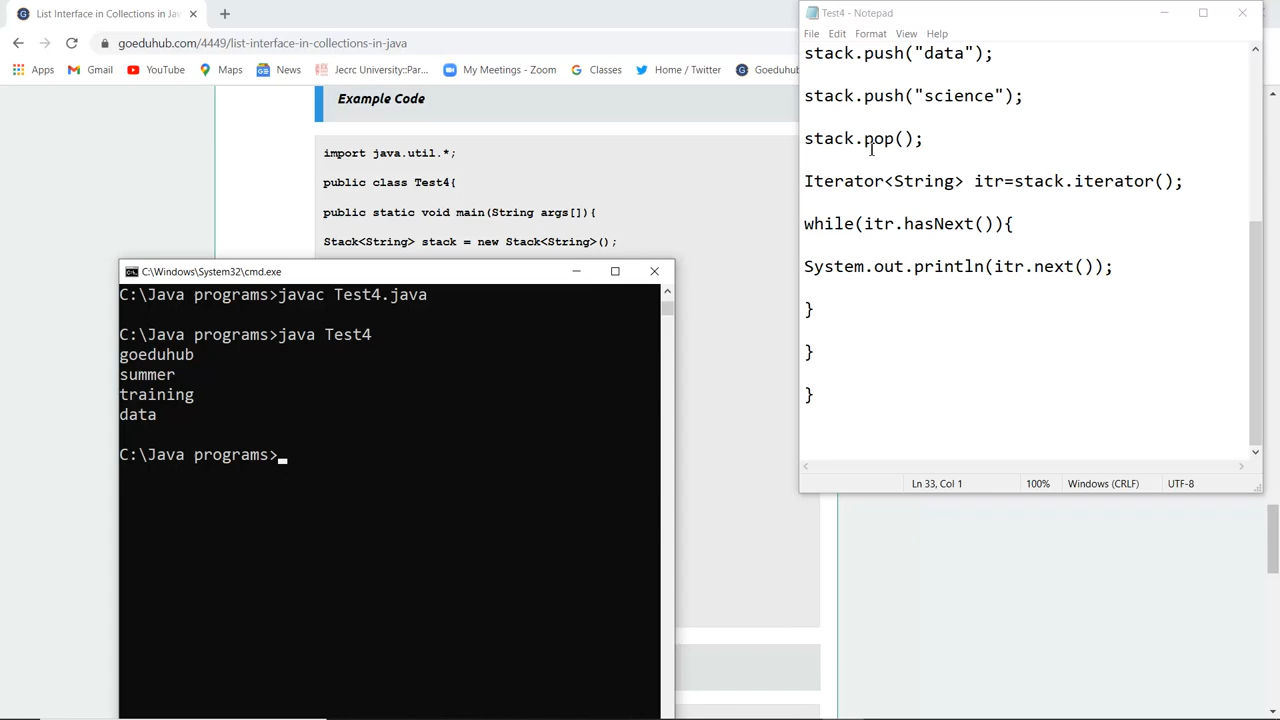 List Interface in Collections in Jav
goeduhub.com/4449/list-interface-in-collections-in-java
Apps
Gmail
YouTube
Maps
News
Jecrc University::Par...
My Meetings - Zoom
Classes
Home / Twitter
Goeduhub
Example Code
import java.util.*;
public class Test4{
public static void main(String args[]){
Stack<String> stack = new Stack<String>();
C:\Windows\System32\cmd.exe
C:\Java programs>javac Test4.java
C:\Java programs>java Test4
goeduhub
summer
training
data
C:\Java programs>
Test4 - Notepad
File Edit Format View Help
stack.push("data");
stack.push("science");
stack.pop();
Iterator<String> itr=stack.iterator();
while(itr.hasNext()){
System.out.println(itr.next());
}
}
}
Ln 33, Col 1 100% Windows (CRLF) UTF-8